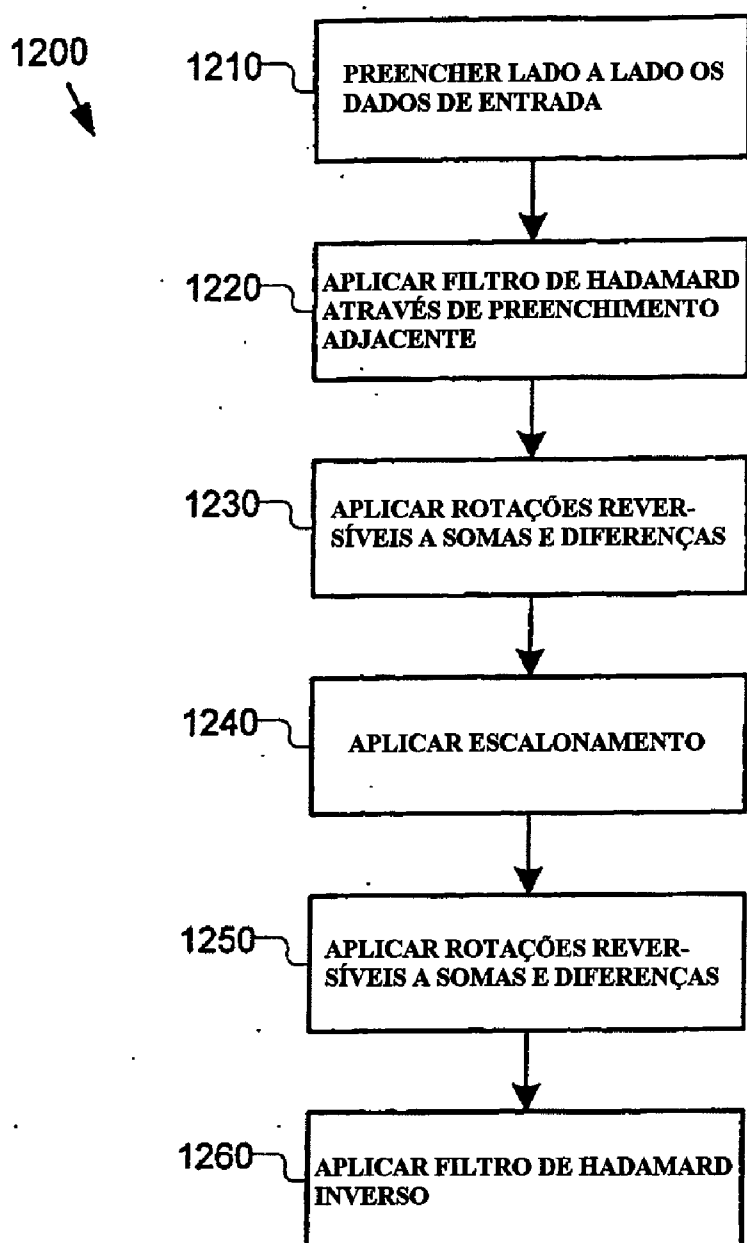 1200
1210
PREENCHER LADO A LADO OS
DADOS DE ENTRADA
1220
APLICAR FILTRO DE HADAMARD
ATRAVÉS DE PREENCHIMENTO
ADJACENTE
1230
APLICAR ROTAÇÕES REVER-
SÍVEIS A SOMAS E DIFERENÇAS
1240
APLICAR ESCALONAMENTO
1250
APLICAR ROTAÇÕES REVER-
SÍVEIS A SOMAS E DIFERENÇAS
1260
APLICAR FILTRO DE HADAMARD
INVERSO